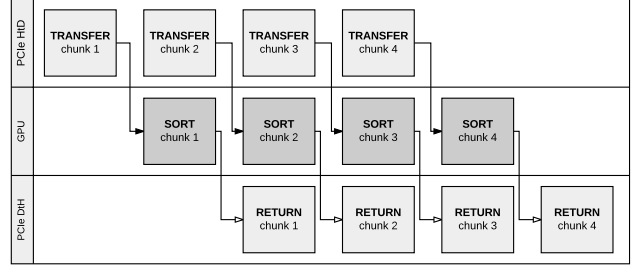 PCIe HtD
TRANSFER
chunk 1
TRANSFER
chunk 2
TRANSFER
chunk 3
TRANSFER
chunk 4
GPU
SORT
chunk 1
SORT
chunk 2
SORT
chunk 3
SORT
chunk 4
PCIe DtH
RETURN
chunk 1
RETURN
chunk 2
RETURN
chunk 3
RETURN
chunk 4